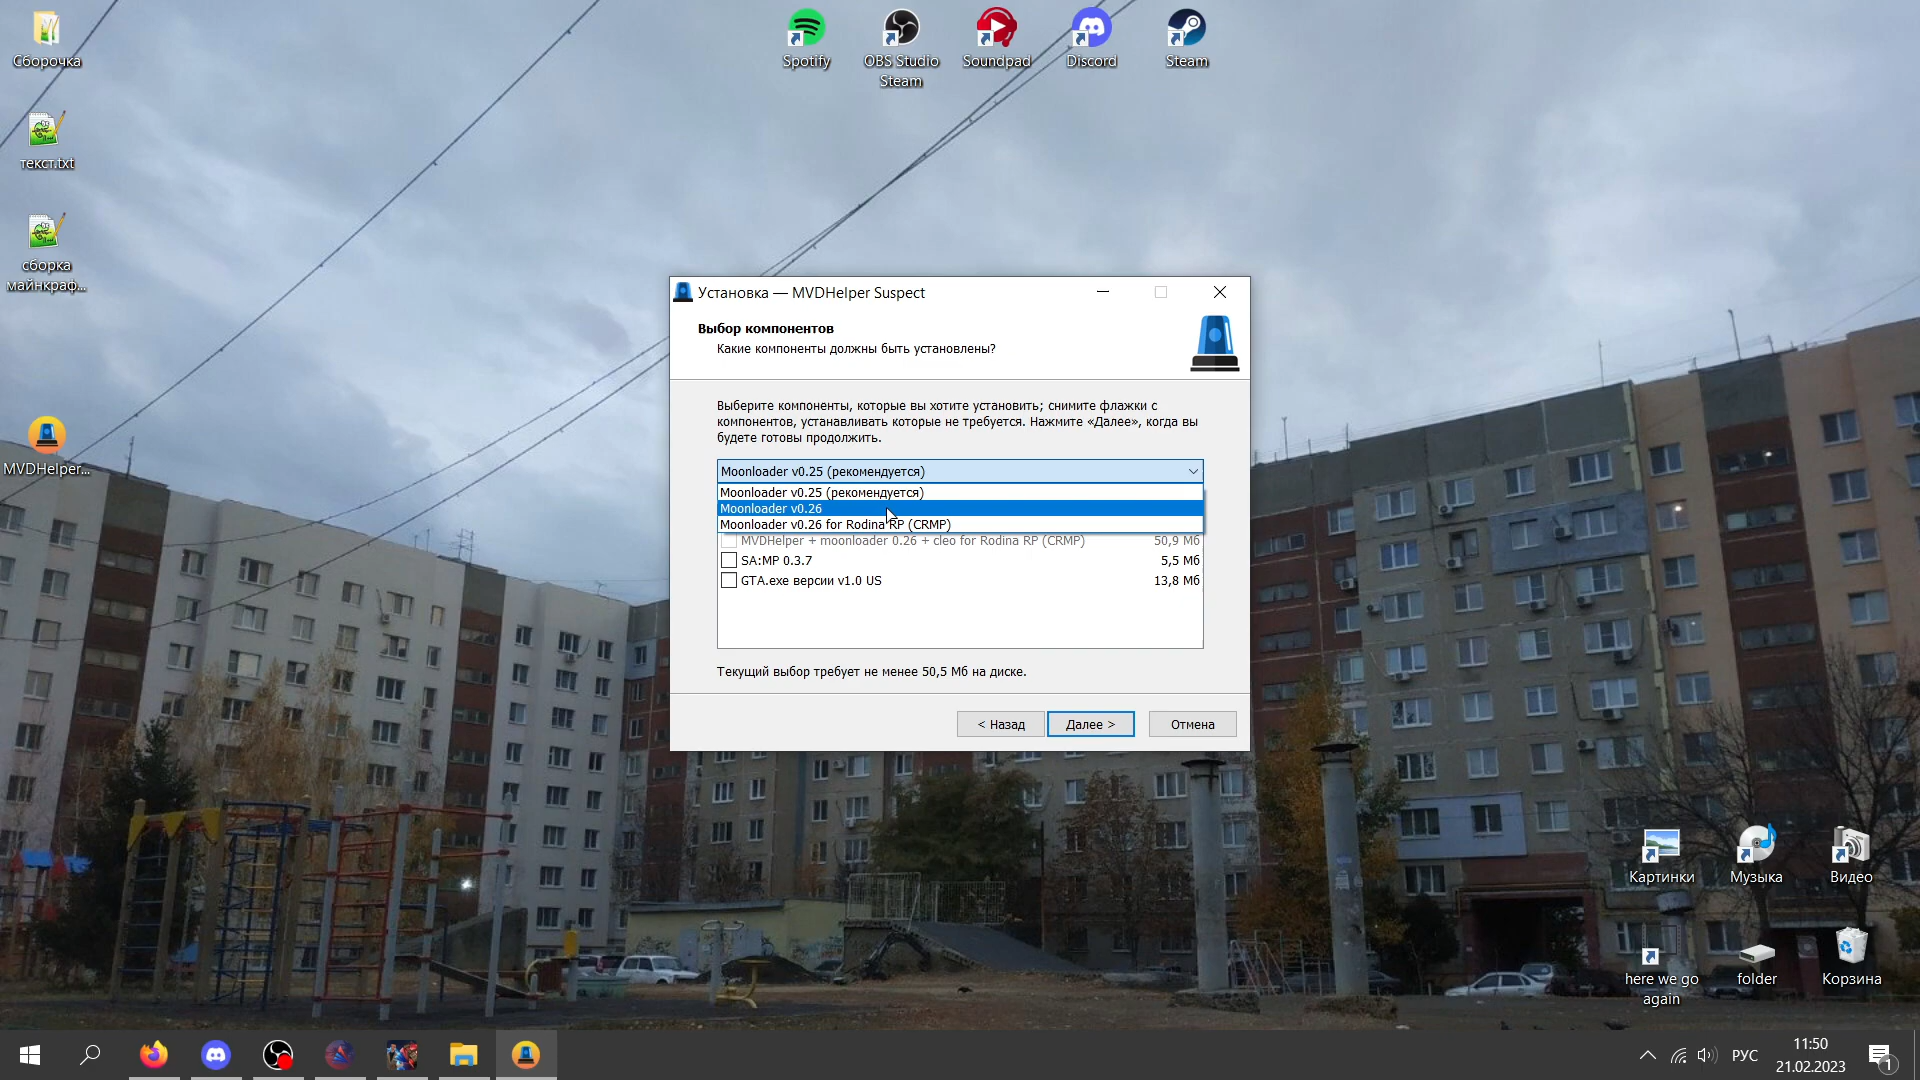 Сборочка
Spotify
OBS Studio
Steam
Soundpad
Discord
Steam
текст.txt
сборка
майнкраф...
MVDHelper...
Установка — MVDHelper Suspect
Выбор компонентов
Какие компоненты должны быть установлены?
Выберите компоненты, которые вы хотите установить; снимите флажки с
компонентов, устанавливать которые не требуется. Нажмите «Далее», когда вы
будете готовы продолжить.
Moonloader v0.25 (рекомендуется)
Moonloader v0.25 (рекомендуется)
Moonloader v0.26
Moonloader v0.26 for Rodina RP (CRMP)
MVDHelper + moonloader 0.26 + cleo for Rodina RP (CRMP) 50,9 Мб
SA:MP 0.3.7 5,5 Мб
GTA.exe версии v1.0 US 13,8 Мб
Текущий выбор требует не менее 50,5 Мб на диске.
< Назад
Далее >
Отмена
Картинки
Музыка
Видео
here we go
again
folder
Корзина
РУС
11:50
21.02.2023
1